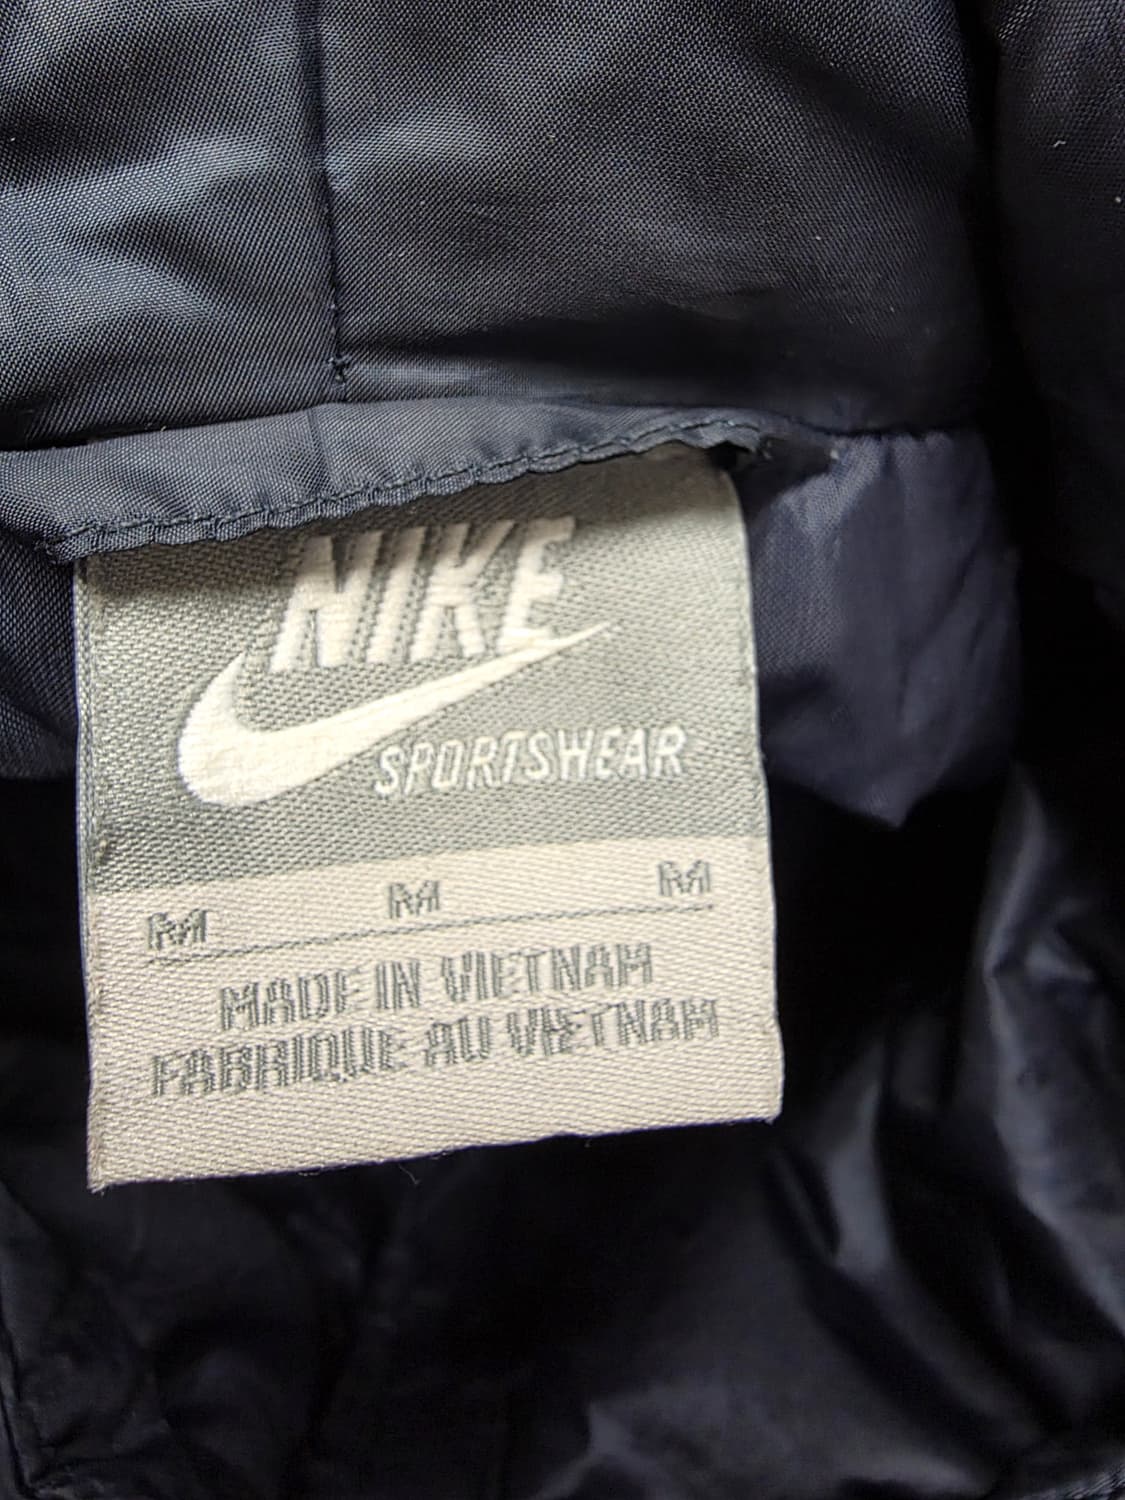 NIKE
SPORTSWEAR
M M M
MADE IN VIETNAM
FABRIQUE AU VIETNAM